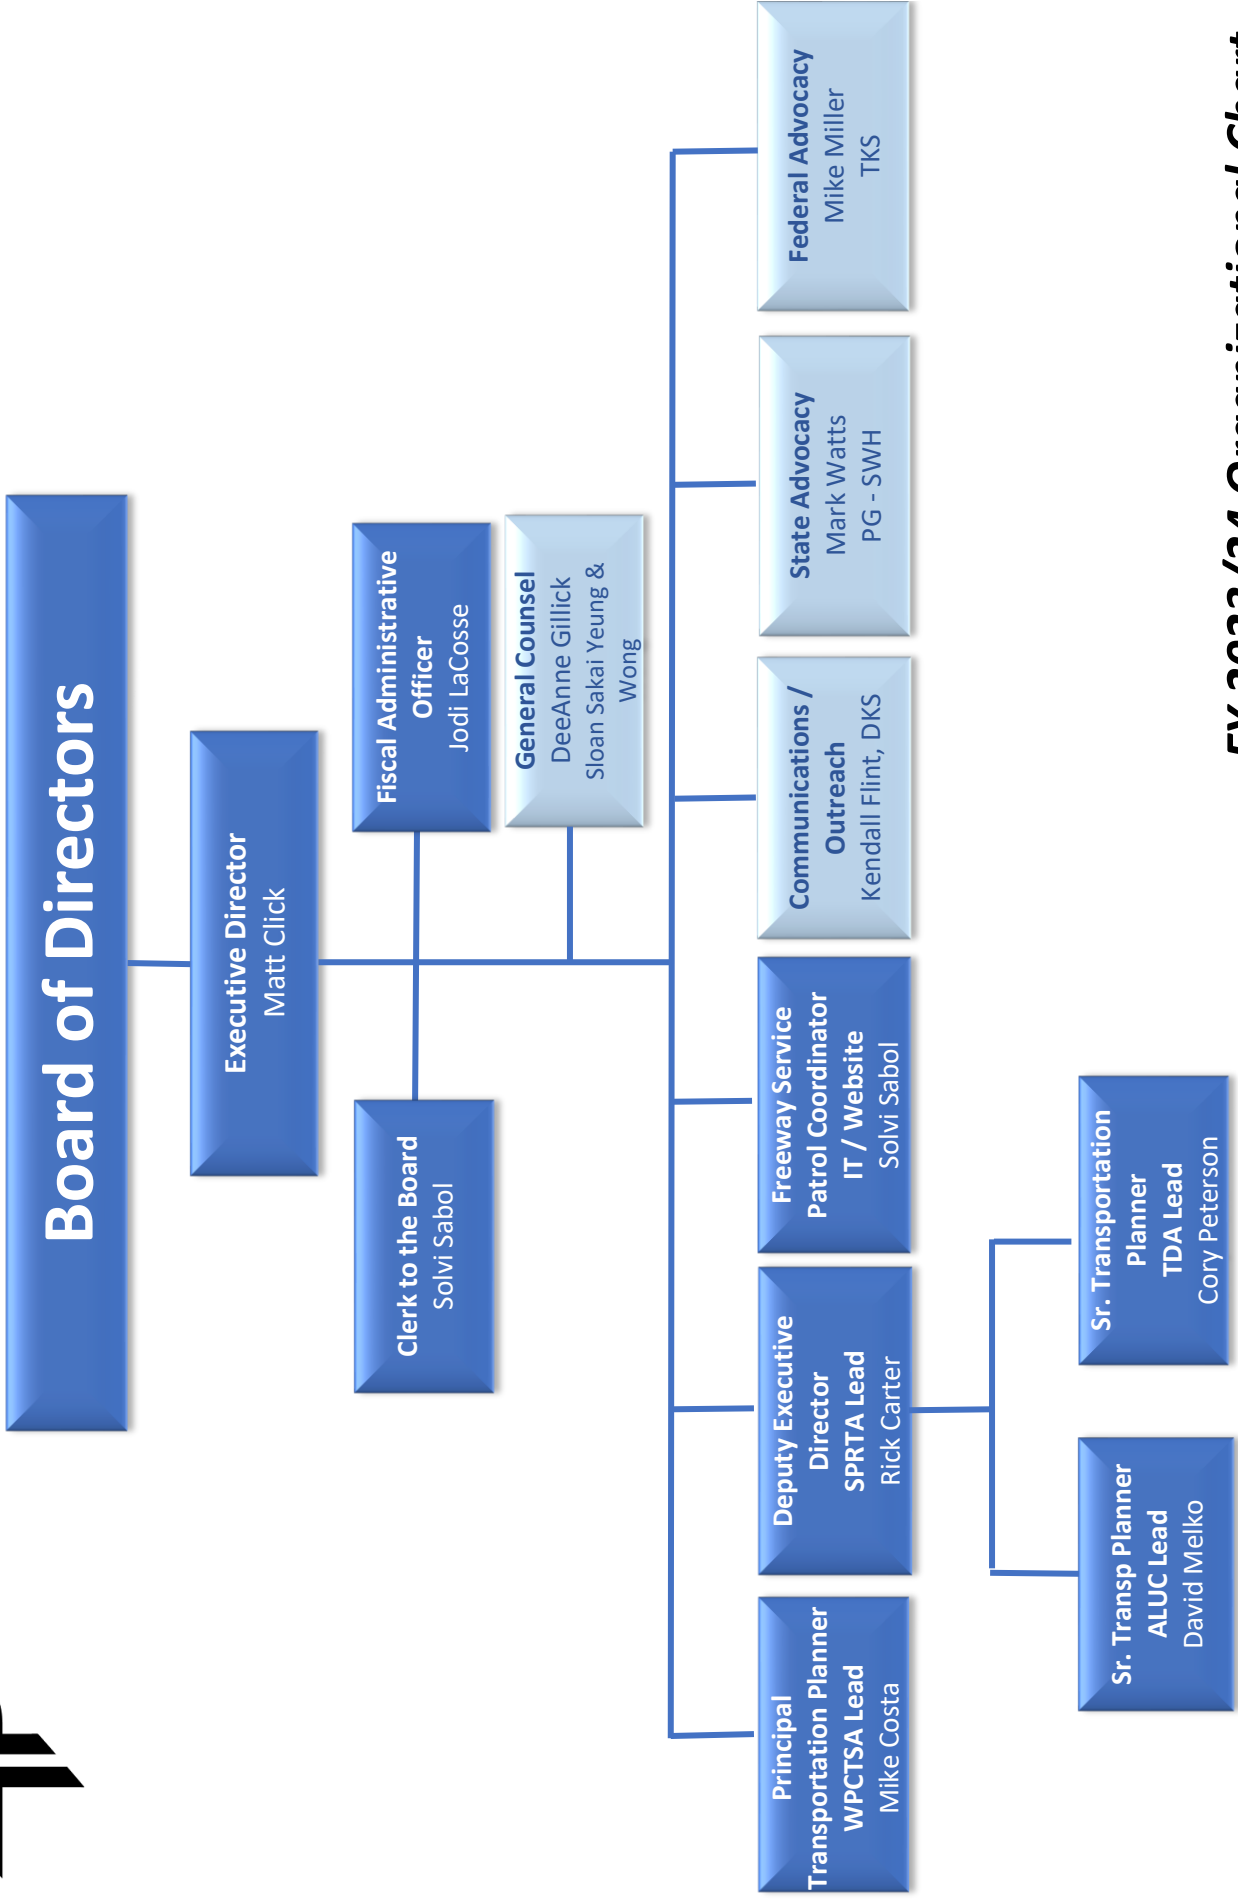 Board of Directors
Executive Director
Matt Click
Clerk to the Board
Solvi Sabol
Fiscal Administrative
Officer
Jodi LaCosse
General Counsel
DeeAnne Gillick
Sloan Sakai Yeung &
Wong
Principal
Transportation Planner
WPCTSA Lead
Mike Costa
Deputy Executive
Director
SPRTA Lead
Rick Carter
Freeway Service
Patrol Coordinator
IT / Website
Solvi Sabol
Communications /
Outreach
Kendall Flint, DKS
State Advocacy
Mark Watts
PG - SWH
Federal Advocacy
Mike Miller
TKS
Sr. Transp Planner
ALUC Lead
David Melko
Sr. Transportation
Planner
TDA Lead
Cory Peterson
Organizational Chart